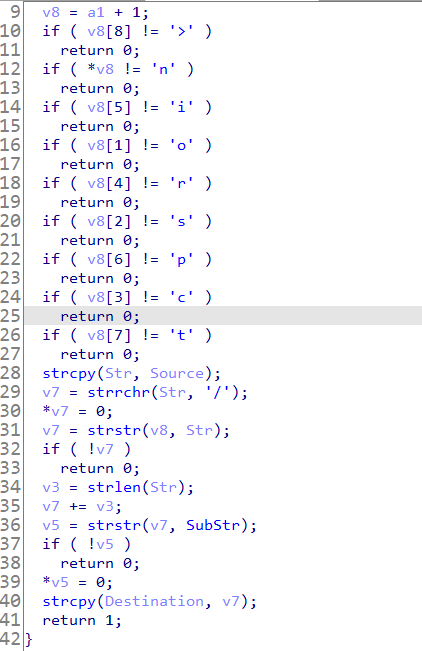 9 v8 = a1 + 1;
10 if ( v8[8] != '>' )
11 return 0;
12 if ( *v8 != 'n' )
13 return 0;
14 if ( v8[5] != 'i' )
15 return 0;
16 if ( v8[1] != 'o' )
17 return 0;
18 if ( v8[4] != 'r' )
19 return 0;
20 if ( v8[2] != 's' )
21 return 0;
22 if ( v8[6] != 'p' )
23 return 0;
24 if ( v8[3] != 'c' )
25 return 0;
26 if ( v8[7] != 't' )
27 return 0;
28 strcpy(Str, Source);
29 v7 = strrchr(Str, '/');
30 *v7 = 0;
31 v7 = strstr(v8, Str);
32 if ( !v7 )
33 return 0;
34 v3 = strlen(Str);
35 v7 += v3;
36 v5 = strstr(v7, SubStr);
37 if ( !v5 )
38 return 0;
39 *v5 = 0;
40 strcpy(Destination, v7);
41 return 1;
42 }